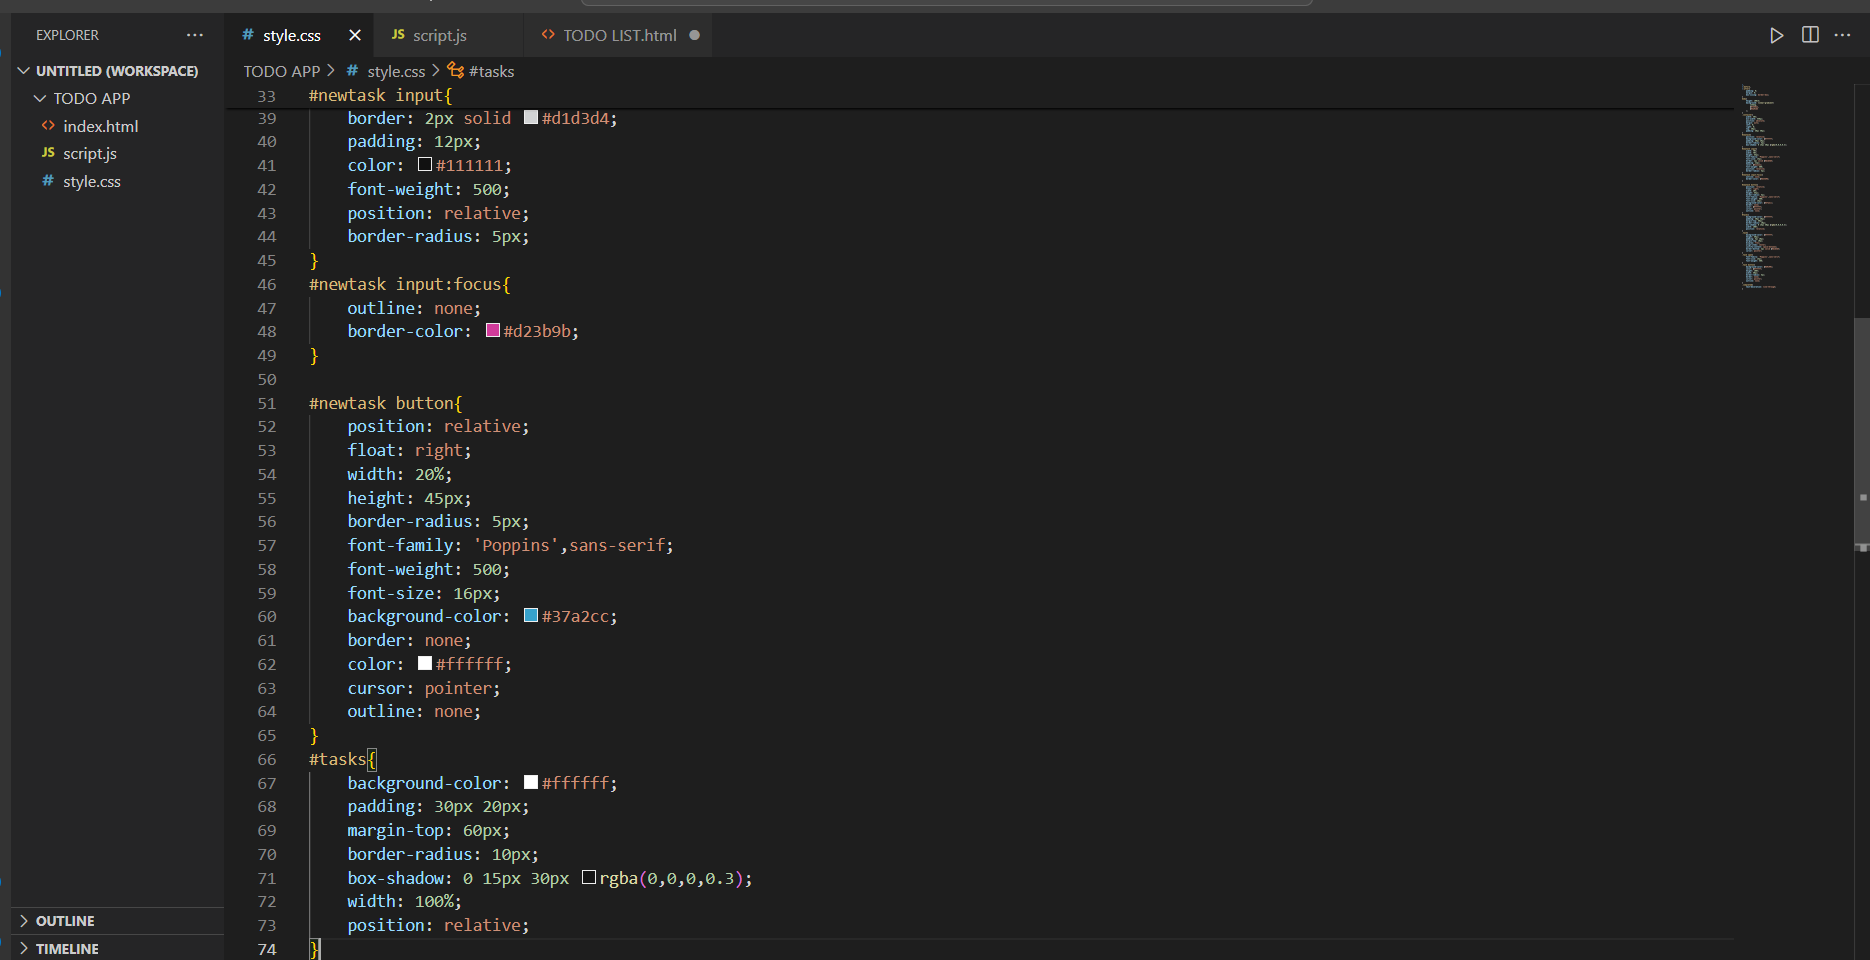 EXPLORER
···
# style.css
JS script.js
<> TODO LIST.html
···
UNTITLED (WORKSPACE)
TODO APP
<> index.html
JS script.js
# style.css
TODO APP > # style.css > #tasks
33 #newtask input{
39 border: 2px solid #d1d3d4;
40 padding: 12px;
41 color: #111111;
42 font-weight: 500;
43 position: relative;
44 border-radius: 5px;
45 }
46 #newtask input:focus{
47 outline: none;
48 border-color: #d23b9b;
49 }
50
51 #newtask button{
52 position: relative;
53 float: right;
54 width: 20%;
55 height: 45px;
56 border-radius: 5px;
57 font-family: 'Poppins',sans-serif;
58 font-weight: 500;
59 font-size: 16px;
60 background-color: #37a2cc;
61 border: none;
62 color: #ffffff;
63 cursor: pointer;
64 outline: none;
65 }
66 #tasks{
67 background-color: #ffffff;
68 padding: 30px 20px;
69 margin-top: 60px;
70 border-radius: 10px;
71 box-shadow: 0 15px 30px rgba(0,0,0,0.3);
72 width: 100%;
73 position: relative;
74 }
OUTLINE
TIMELINE